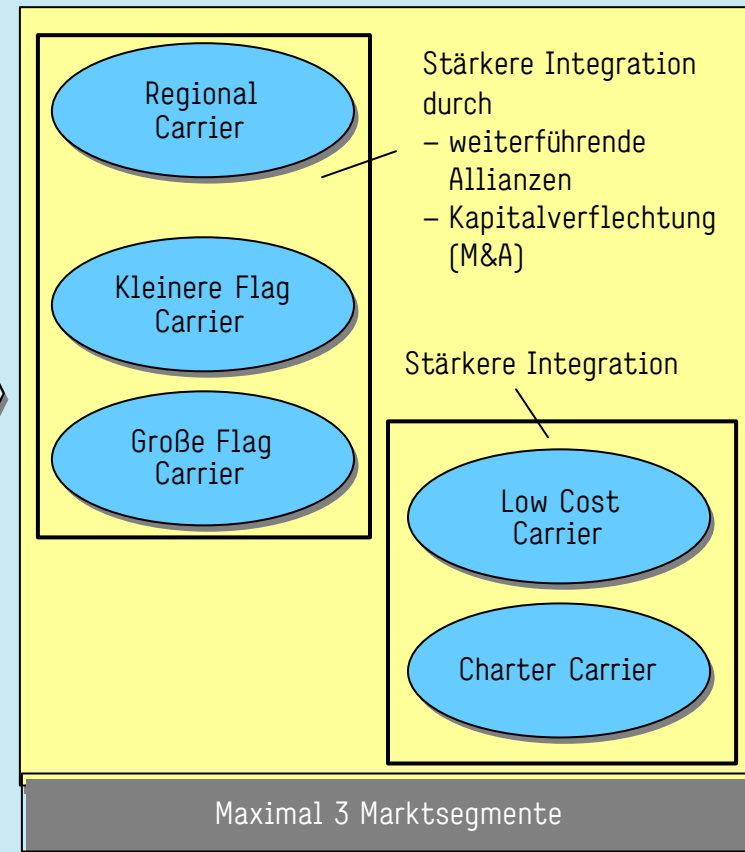 Regional
Carrier
Stärkere Integration
durch
– weiterführende
Allianzen
– Kapitalverflechtung
(M&A)
Kleinere Flag
Carrier
Große Flag
Carrier
Stärkere Integration
Low Cost
Carrier
Charter Carrier
Maximal 3 Marktsegmente